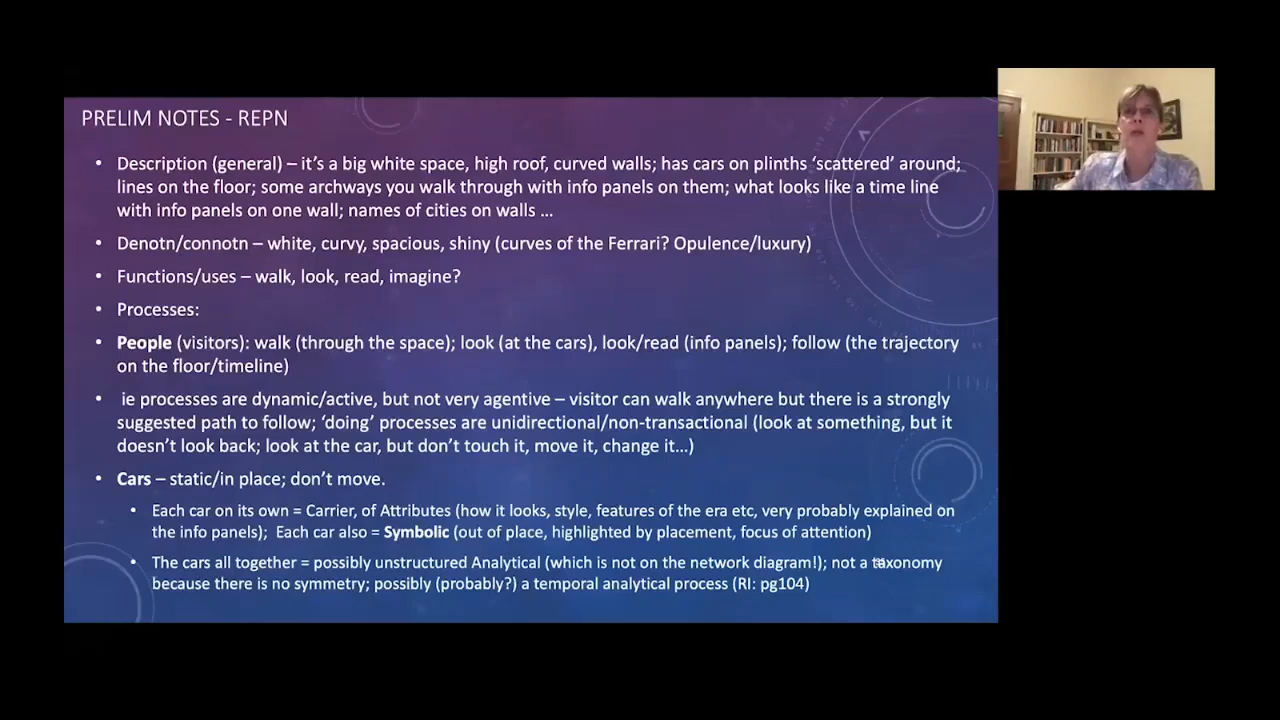 PRELIM NOTES - REPN
• Description (general) – it's a big white space, high roof, curved walls; has cars on plinths 'scattered' around;
lines on the floor; some archways you walk through with info panels on them; what looks like a time line
with info panels on one wall; names of cities on walls ...
• Denotn/connotn – white, curvy, spacious, shiny (curves of the Ferrari? Opulence/luxury)
• Functions/uses – walk, look, read, imagine?
• Processes:
• People (visitors): walk (through the space); look (at the cars), look/read (info panels); follow (the trajectory
on the floor/timeline)
• ie processes are dynamic/active, but not very agentive – visitor can walk anywhere but there is a strongly
suggested path to follow; 'doing' processes are unidirectional/non-transactional (look at something, but it
doesn't look back; look at the car, but don't touch it, move it, change it...)
• Cars – static/in place; don't move.
• Each car on its own = Carrier, of Attributes (how it looks, style, features of the era etc, very probably explained on
the info panels); Each car also = Symbolic (out of place, highlighted by placement, focus of attention)
• The cars all together = possibly unstructured Analytical (which is not on the network diagram!); not a taxonomy
because there is no symmetry; possibly (probably?) a temporal analytical process (RI: pg104)